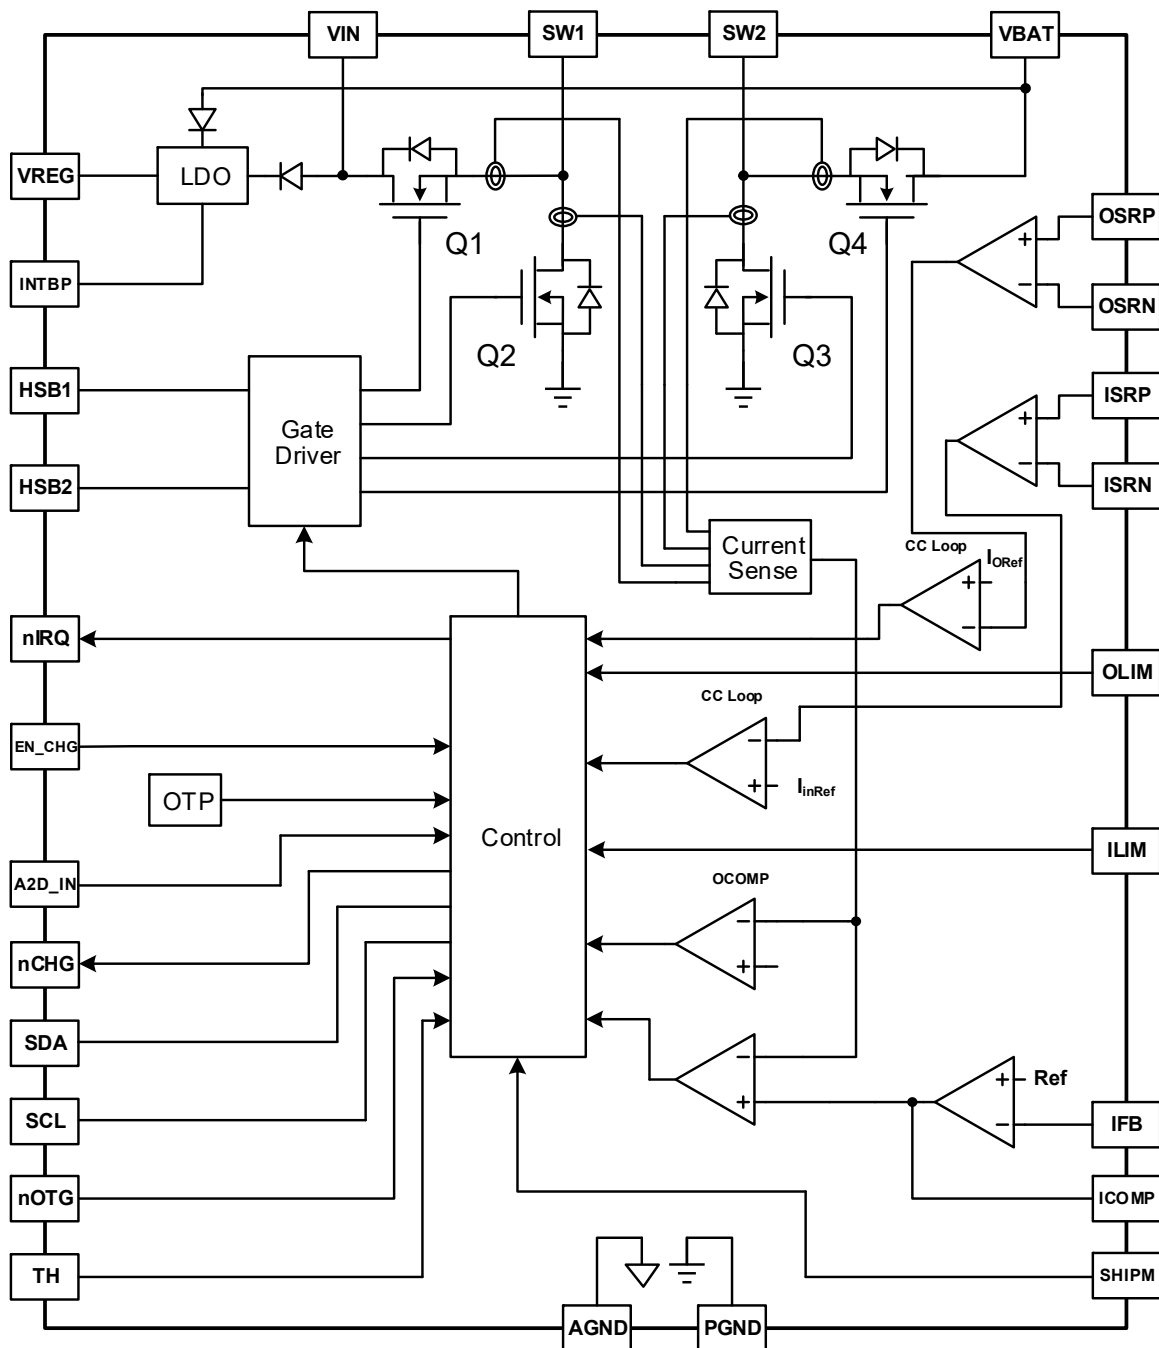 VIN
SW1
SW2
VBAT
VREG
LDO
OSRP
INTBP
Q1
Q4
OSRN
Q2
Q3
HSB1
ISRP
Gate
Driver
HSB2
ISRN
Current
Sense
CC Loop
IORef
+
−
+
−
+
−
nIRQ
OLIM
CC Loop
EN_CHG
−
+
IinRef
OTP
Control
ILIM
A2D_IN
OCOMP
−
+
nCHG
SDA
−
+
+
−
Ref
SCL
IFB
nOTG
ICOMP
TH
SHIPM
AGND
PGND